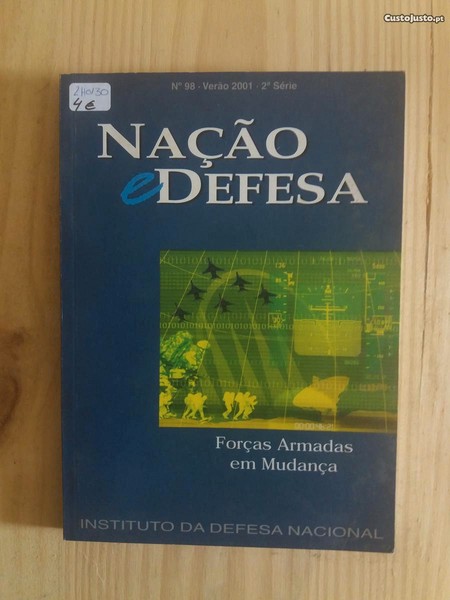 CustoJusto.pt
Nº 98 - Verão 2001 - 2ª Série
4€
NAÇÃO
e DEFESA
Forças Armadas
em Mudança
INSTITUTO DA DEFESA NACIONAL